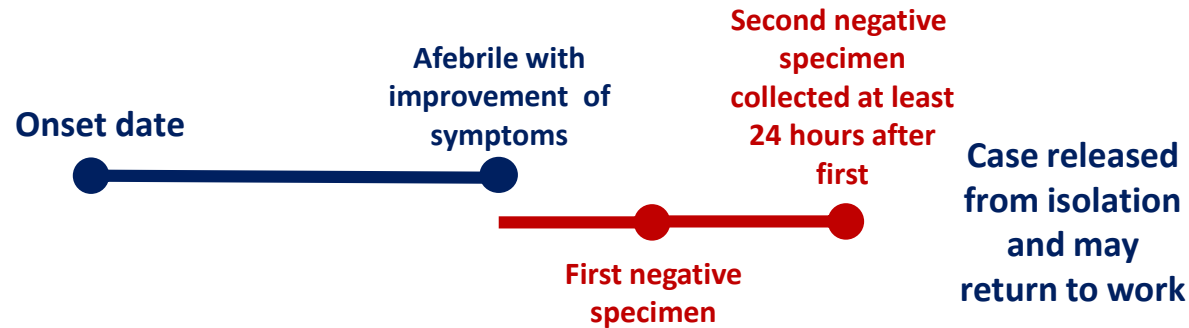 Onset date
Afebrile with
improvement of
symptoms
First negative
specimen
Second negative
specimen
collected at least
24 hours after
first
Case released
from isolation
and may
return to work